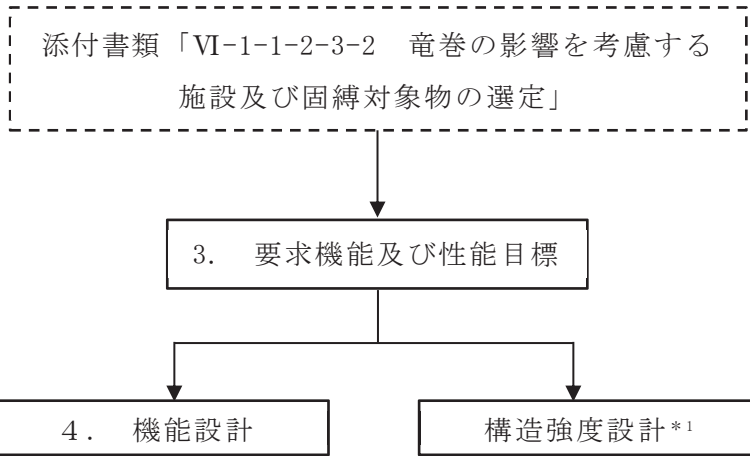 添付書類「Ⅵ-1-1-2-3-2　竜巻の影響を考慮する
施設及び固縛対象物の選定」
3.　要求機能及び性能目標
４.　機能設計
構造強度設計*1